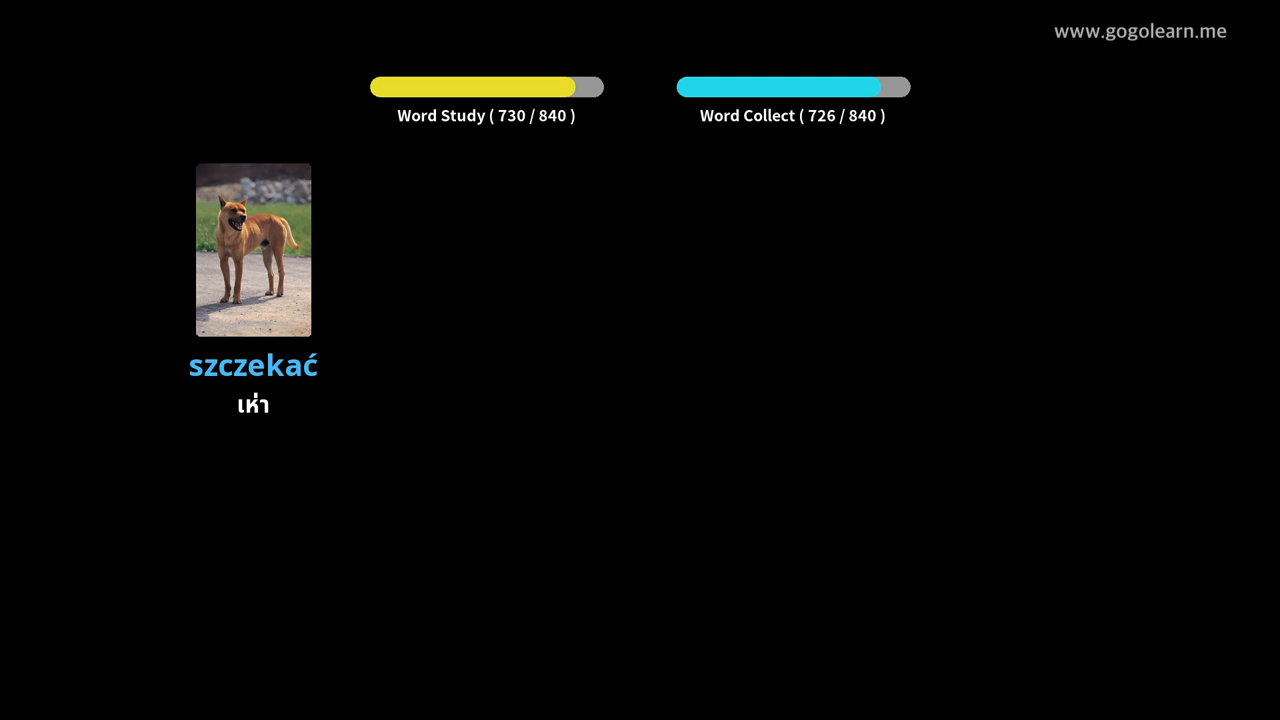 www.gogolearn.me
Word Study ( 730 / 840 )
Word Collect ( 726 / 840 )
szczekać
เห่า